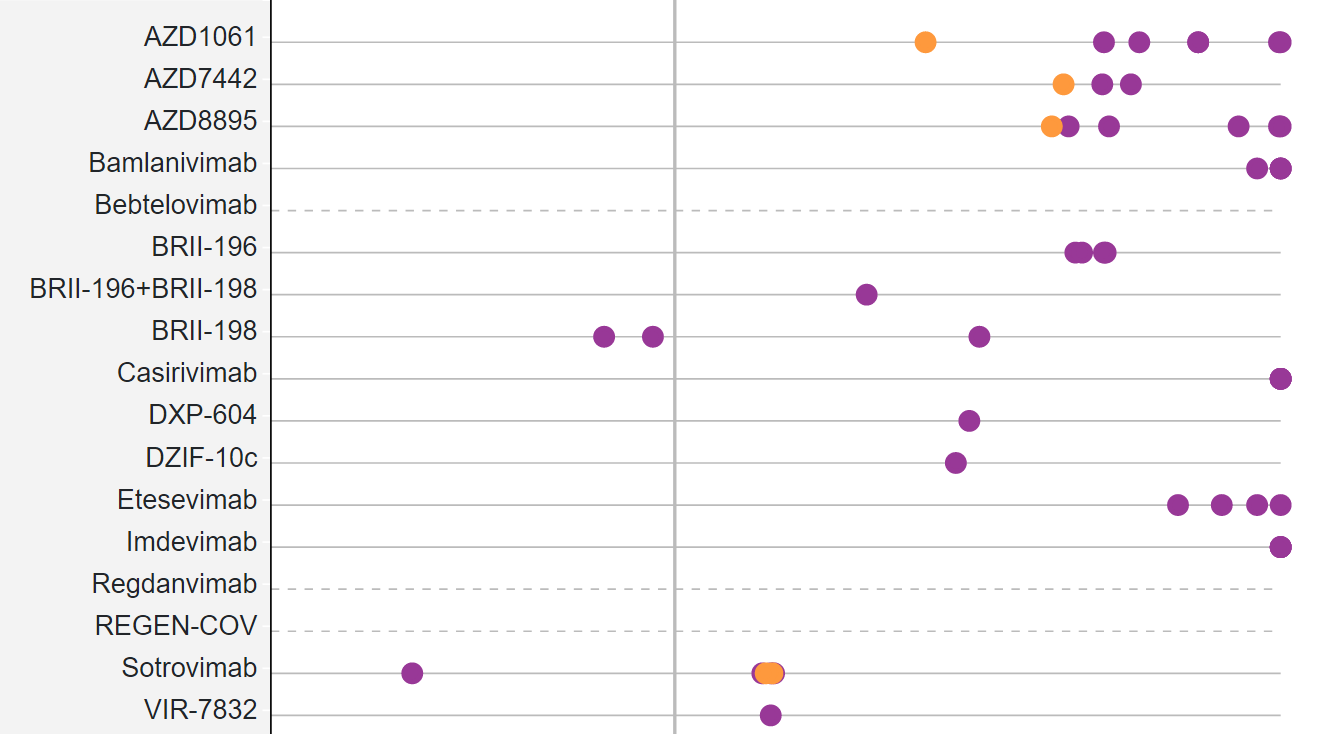 AZD1061
AZD7442
AZD8895
Bamlanivimab
Bebtelovimab
BRII-196
BRII-196+BRII-198
BRII-198
Casirivimab
DXP-604
DZIF-10c
Etesevimab
Imdevimab
Regdanvimab
REGEN-COV
Sotrovimab
VIR-7832